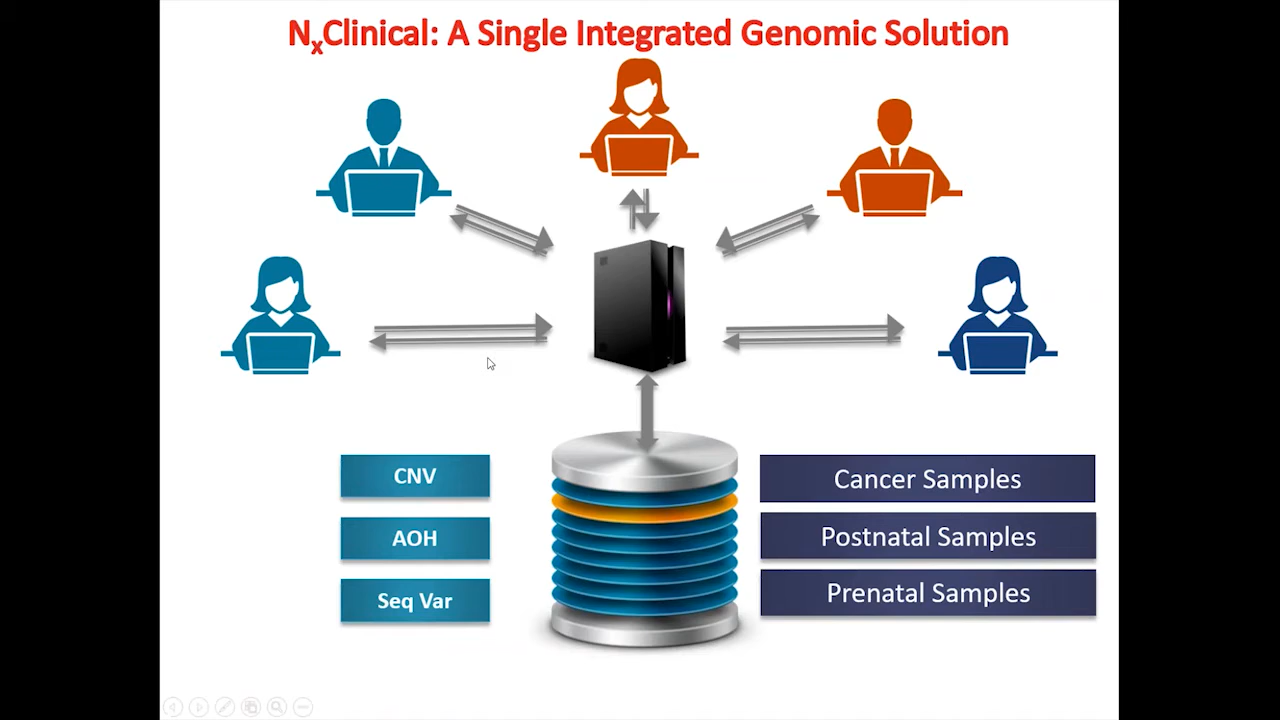 NxClinical: A Single Integrated Genomic Solution
CNV
AOH
Seq Var
Cancer Samples
Postnatal Samples
Prenatal Samples